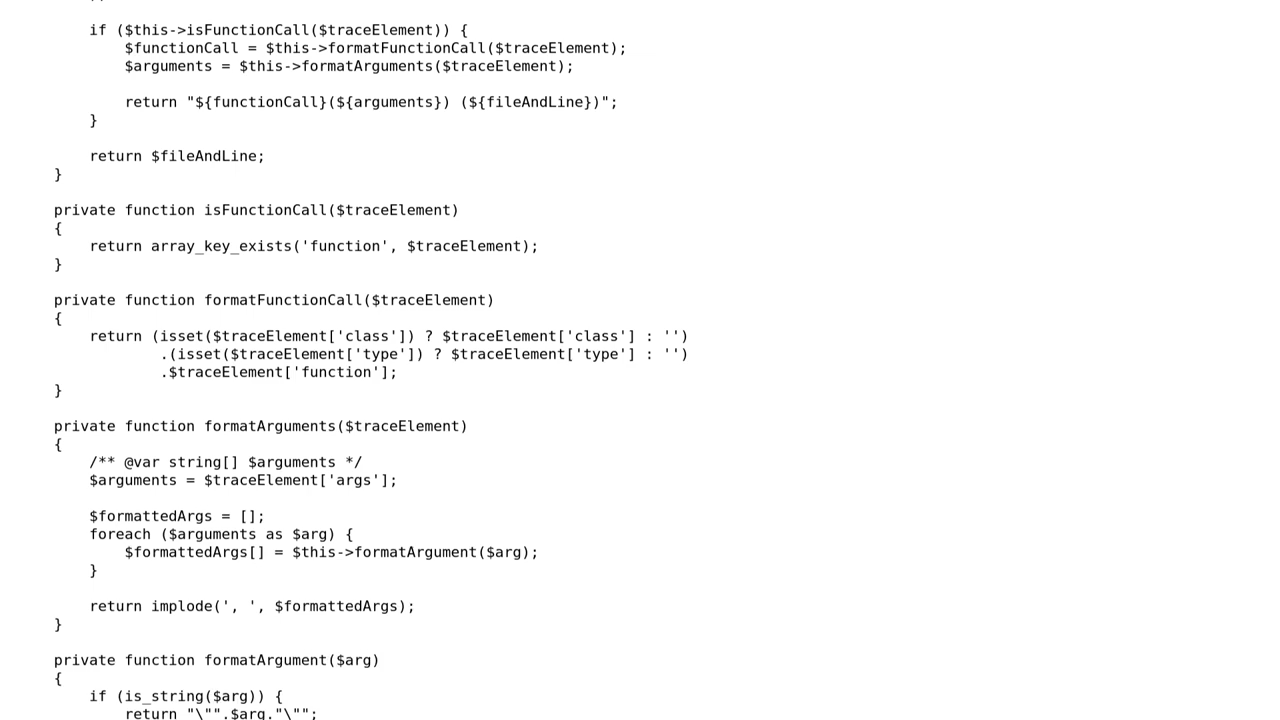 if ($this->isFunctionCall($traceElement)) {
$functionCall = $this->formatFunctionCall($traceElement);
$arguments = $this->formatArguments($traceElement);
return "${functionCall}(${arguments}) (${fileAndLine})";
}
return $fileAndLine;
}
private function isFunctionCall($traceElement)
{
return array_key_exists('function', $traceElement);
}
private function formatFunctionCall($traceElement)
{
return (isset($traceElement['class']) ? $traceElement['class'] : '')
.(isset($traceElement['type']) ? $traceElement['type'] : '')
.$traceElement['function'];
}
private function formatArguments($traceElement)
{
/** @var string[] $arguments */
$arguments = $traceElement['args'];
$formattedArgs = [];
foreach ($arguments as $arg) {
$formattedArgs[] = $this->formatArgument($arg);
}
return implode(', ', $formattedArgs);
}
private function formatArgument($arg)
{
if (is_string($arg)) {
return "\"".$arg."\"";